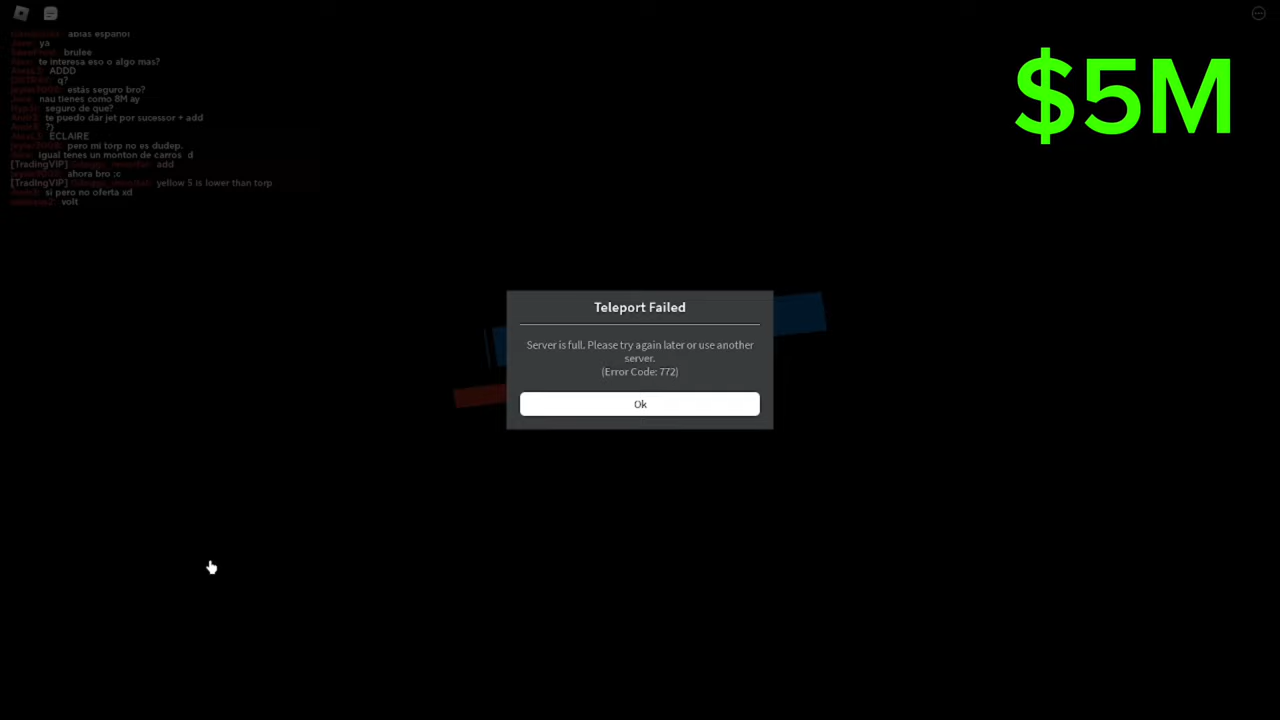 $5M
abias español
ya
brulee
te interesa eso o algo mas?
ADDD
q?
estás seguro bro?
nau tienes como 8M ay
seguro de que?
te puedo dar jet por sucessor + add
?)
ECLAIRE
pero mi torp no es dudep.
igual tenes un monton de carros d
[TradingVIP] add
ahora bro ;c
[TradingVIP] yellow 5 is lower than torp
si pero no oferta xd
volt
Teleport Failed
Server is full. Please try again later or use another
server.
(Error Code: 772)
Ok